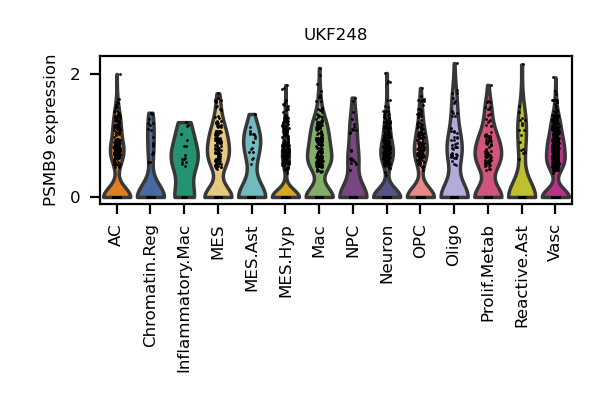 UKF248
PSMB9 expression
2
0
AC
Chromatin.Reg
Inflammatory.Mac
MES
MES.Ast
MES.Hyp
Mac
NPC
Neuron
OPC
Oligo
Prolif.Metab
Reactive.Ast
Vasc